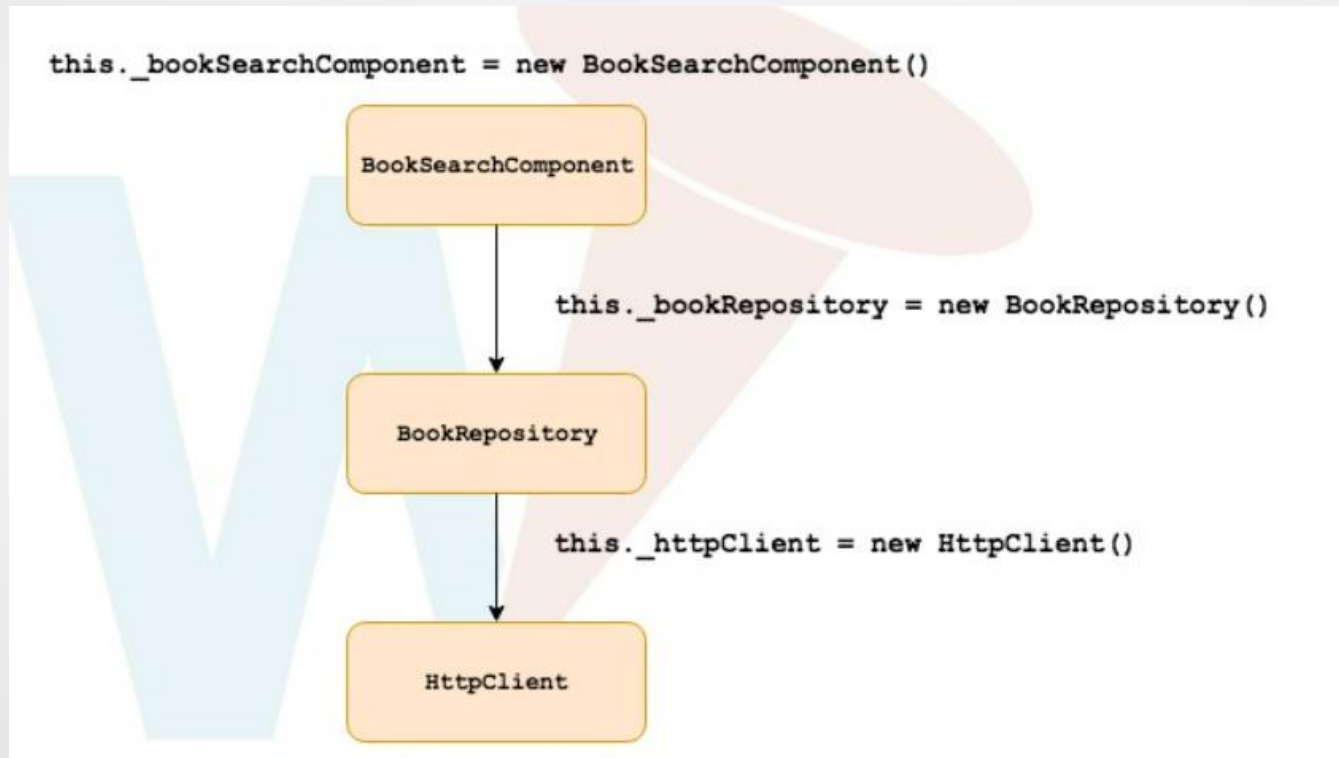 this._bookSearchComponent = new BookSearchComponent()
BookSearchComponent
this._bookRepository = new BookRepository()
BookRepository
this._httpClient = new HttpClient()
HttpClient